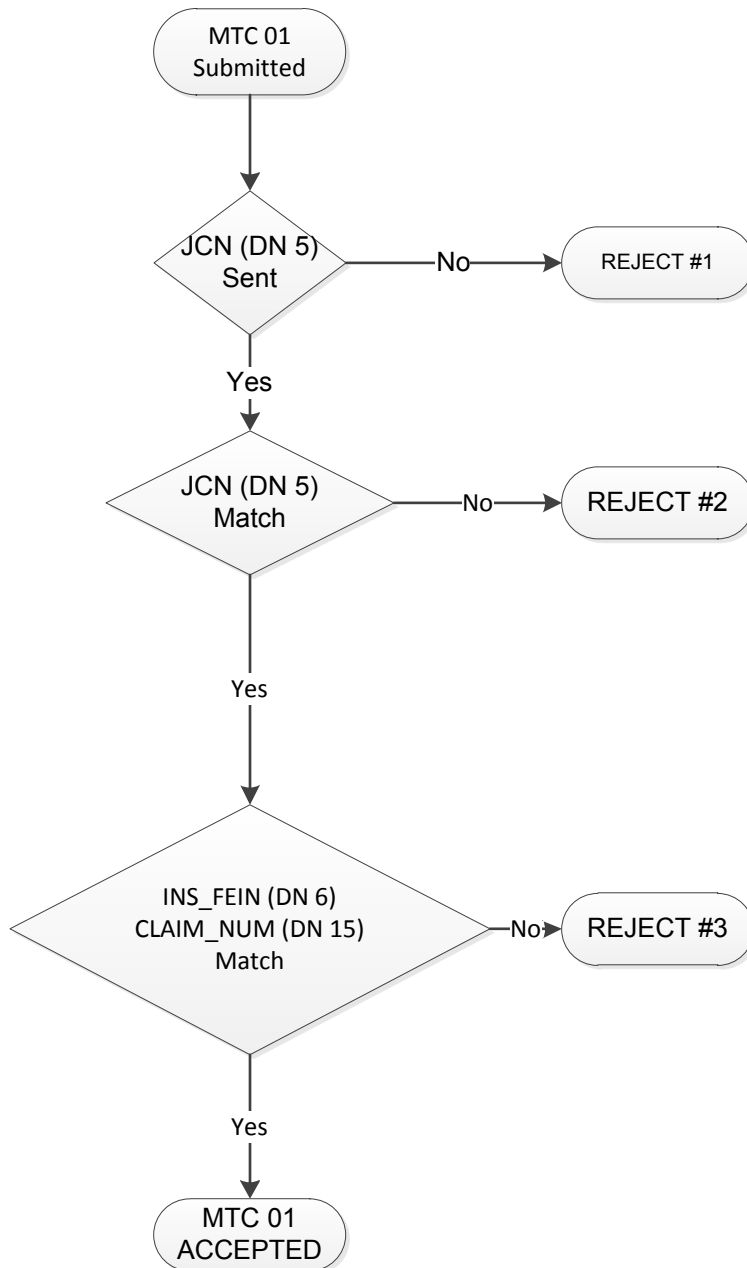 MTC 01
Submitted
JCN (DN 5)
Sent
No
REJECT #1
Yes
JCN (DN 5)
Match
No
REJECT #2
Yes
INS_FEIN (DN 6)
CLAIM_NUM (DN 15)
Match
No
REJECT #3
Yes
MTC 01
ACCEPTED